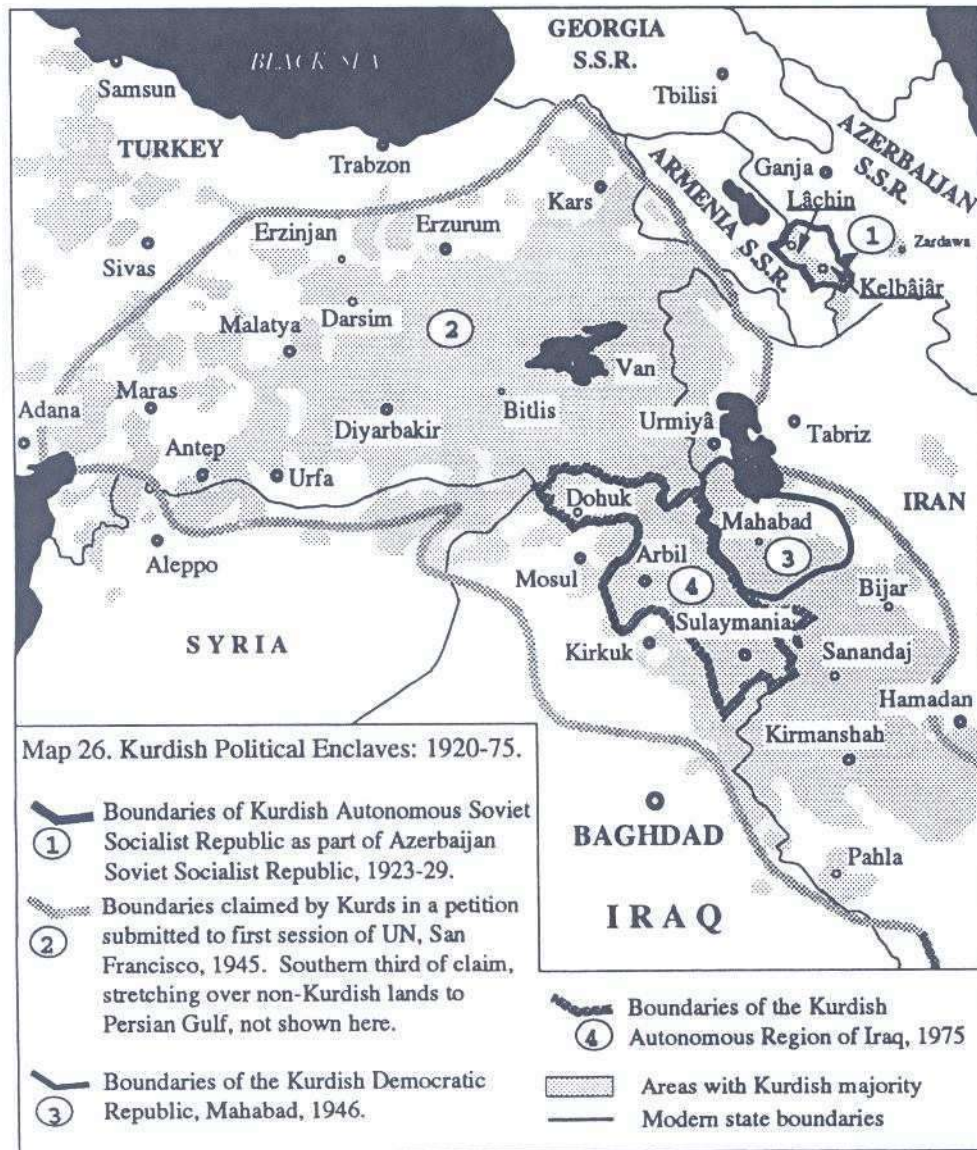 BLACK SEA
GEORGIA
S.S.R.
Tbilisi
Samsun
TURKEY
Trabzon
AZERBAIJAN
S.S.R.
ARMENIA S.S.R.
Ganja
Lâchin
1
Zardawa
Kelbâjâr
Kars
Erzinjan
Erzurum
Sivas
Darsim
2
Malatya
Van
Maras
Bitlis
Adana
Diyarbakir
Urmiyâ
Tabriz
Antep
Urfa
IRAN
Dohuk
Mahabad
3
Aleppo
Mosul
Arbil
4
Bijar
Sulaymania
SYRIA
Kirkuk
Sanandaj
Hamadan
Kirmanshah
BAGHDAD
Pahla
IRAQ
Map 26. Kurdish Political Enclaves: 1920-75.
Boundaries of Kurdish Autonomous Soviet
1 Socialist Republic as part of Azerbaijan
Soviet Socialist Republic, 1923-29.
Boundaries claimed by Kurds in a petition
2 submitted to first session of UN, San
Francisco, 1945. Southern third of claim,
stretching over non-Kurdish lands to
Persian Gulf, not shown here.
Boundaries of the Kurdish Democratic
3 Republic, Mahabad, 1946.
Boundaries of the Kurdish
4 Autonomous Region of Iraq, 1975
Areas with Kurdish majority
Modern state boundaries